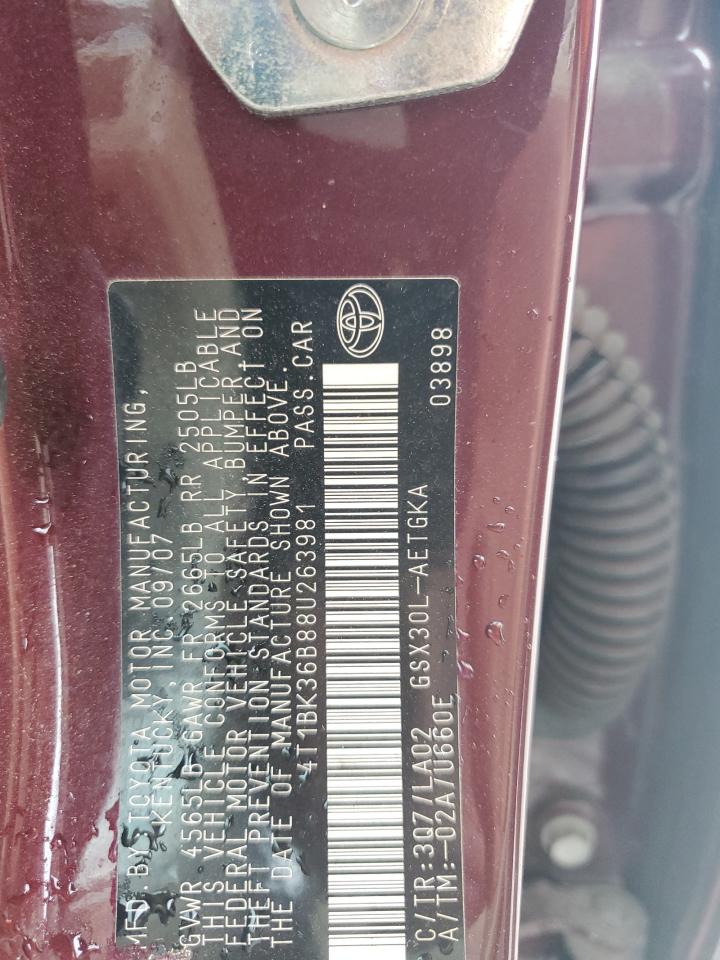 MFD.BY TOYOTA MOTOR MANUFACTURING,
KENTUCKY, INC. 09/07
GVWR 4565LB GAWR FR 2665LB RR 2505LB
THIS VEHICLE CONFORMS TO ALL APPLICABLE
FEDERAL MOTOR VEHICLE SAFETY BUMPER AND
THEFT PREVENTION STANDARDS IN EFFECT ON
THE DATE OF MANUFACTURE SHOWN ABOVE.
4T1BK36B88U263981 PASS.CAR
C/TR:3Q7/LA02 GSX30L-AETGKA
A/TM:-02A/U660E 03898